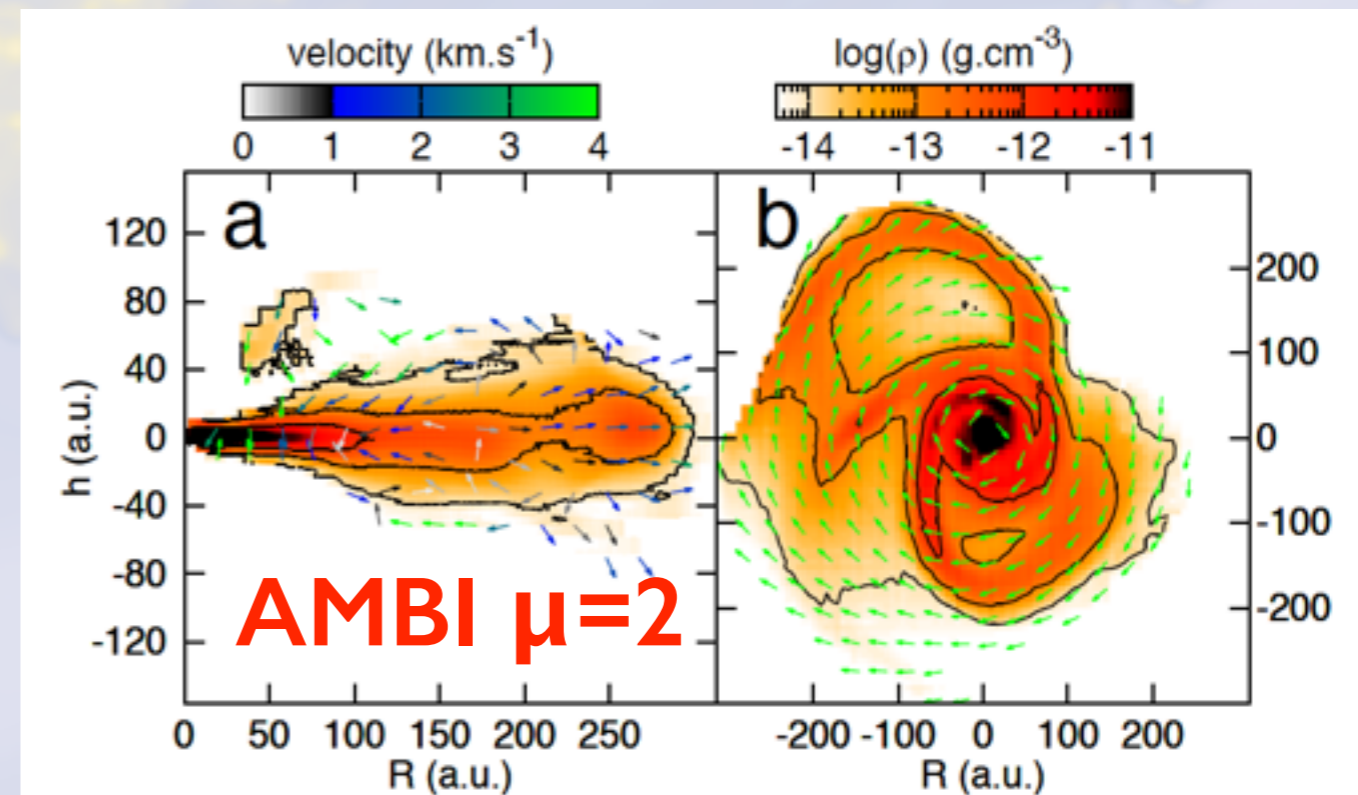 velocity (km.s⁻¹)
log(ρ) (g.cm⁻³)
0 1 2 3 4
-14 -13 -12 -11
a
b
120
80
40
0
-40
-80
-120
h (a.u.)
200
100
0
-100
-200
AMBI μ=2
0 50 100 150 200 250
R (a.u.)
-200 -100 0 100 200
R (a.u.)